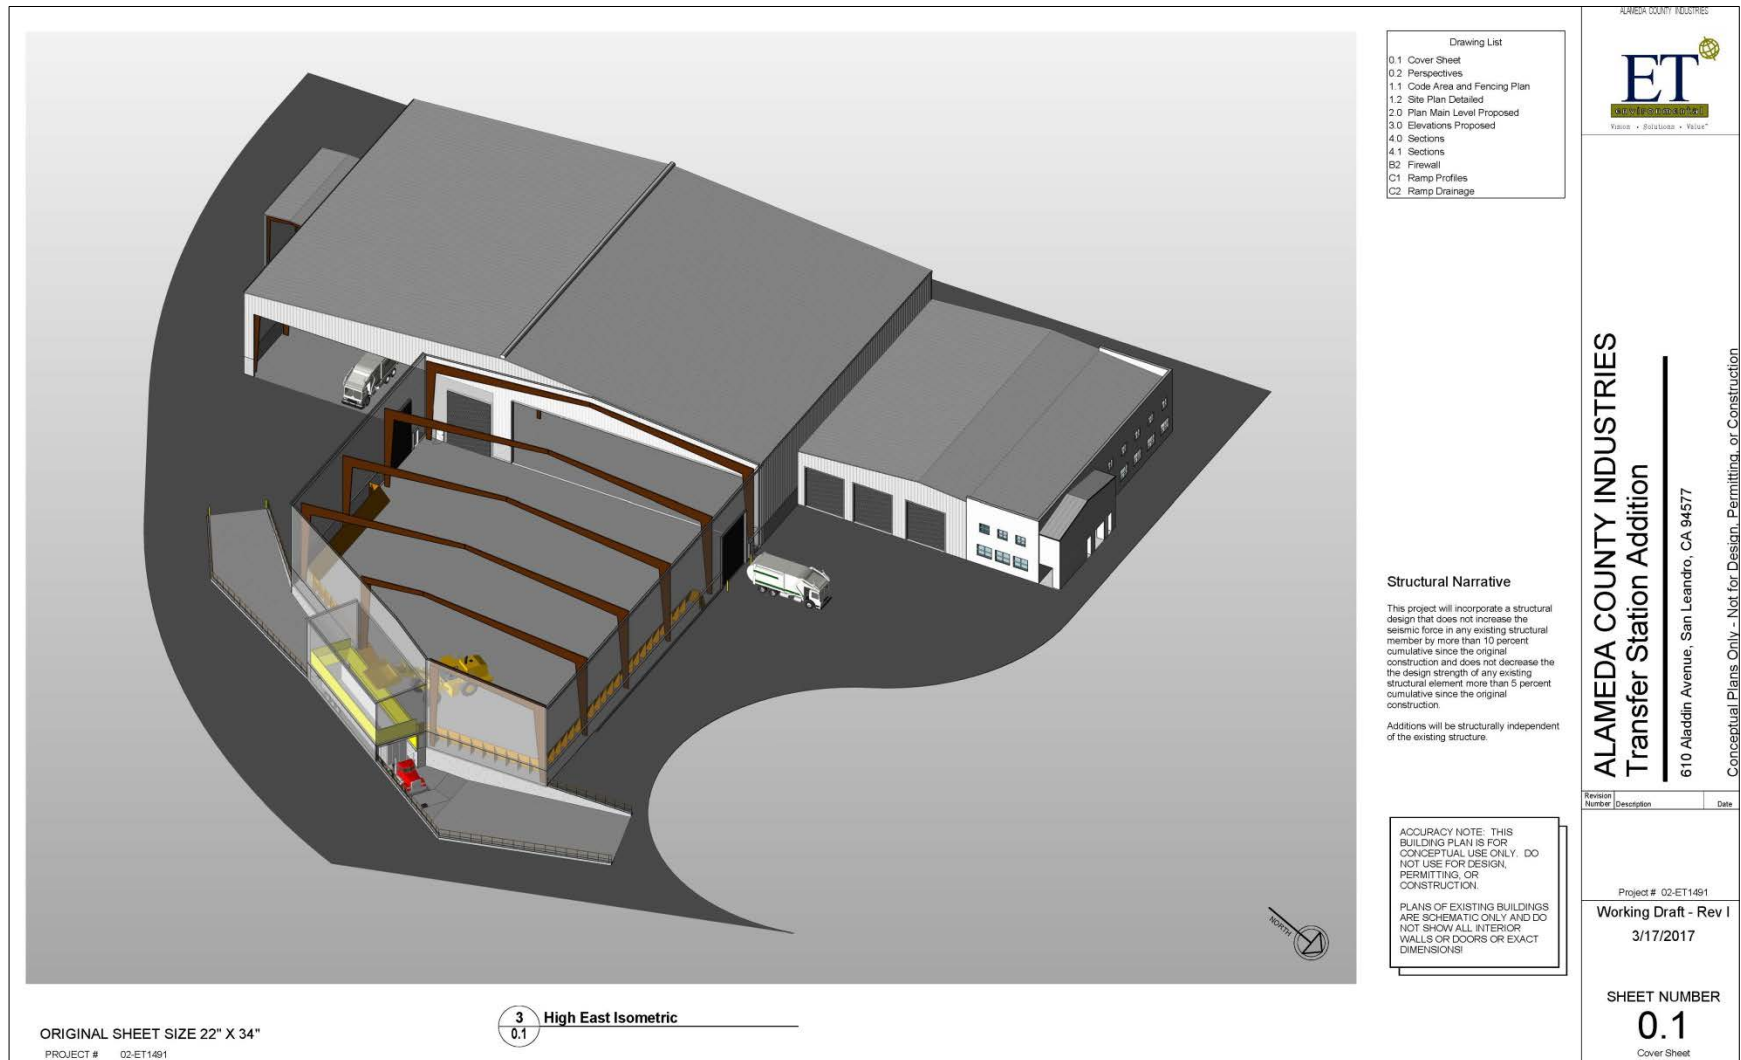 ALAMEDA COUNTY INDUSTRIES
ET
environmental
Vision • Solutions • Value"
Drawing List
0.1 Cover Sheet
0.2 Perspectives
1.1 Code Area and Fencing Plan
1.2 Site Plan Detailed
2.0 Plan Main Level Proposed
3.0 Elevations Proposed
4.0 Sections
4.1 Sections
B2 Firewall
C1 Ramp Profiles
C2 Ramp Drainage
Structural Narrative
This project will incorporate a structural
design that does not increase the
seismic force in any existing structural
member by more than 10 percent
cumulative since the original
construction and does not decrease the
the design strength of any existing
structural element more than 5 percent
cumulative since the original
construction.
Additions will be structurally independent
of the existing structure.
ACCURACY NOTE: THIS
BUILDING PLAN IS FOR
CONCEPTUAL USE ONLY. DO
NOT USE FOR DESIGN,
PERMITTING, OR
CONSTRUCTION.
PLANS OF EXISTING BUILDINGS
ARE SCHEMATIC ONLY AND DO
NOT SHOW ALL INTERIOR
WALLS OR DOORS OR EXACT
DIMENSIONS!
ALAMEDA COUNTY INDUSTRIES
Transfer Station Addition
610 Aladdin Avenue, San Leandro, CA 94577
Conceptual Plans Only - Not for Design, Permitting, or Construction
Revision Number Description Date
Project # 02-ET1491
Working Draft - Rev I
3/17/2017
SHEET NUMBER
0.1
Cover Sheet
NORTH
3 High East Isometric
0.1
ORIGINAL SHEET SIZE 22" X 34"
PROJECT # 02-ET1491